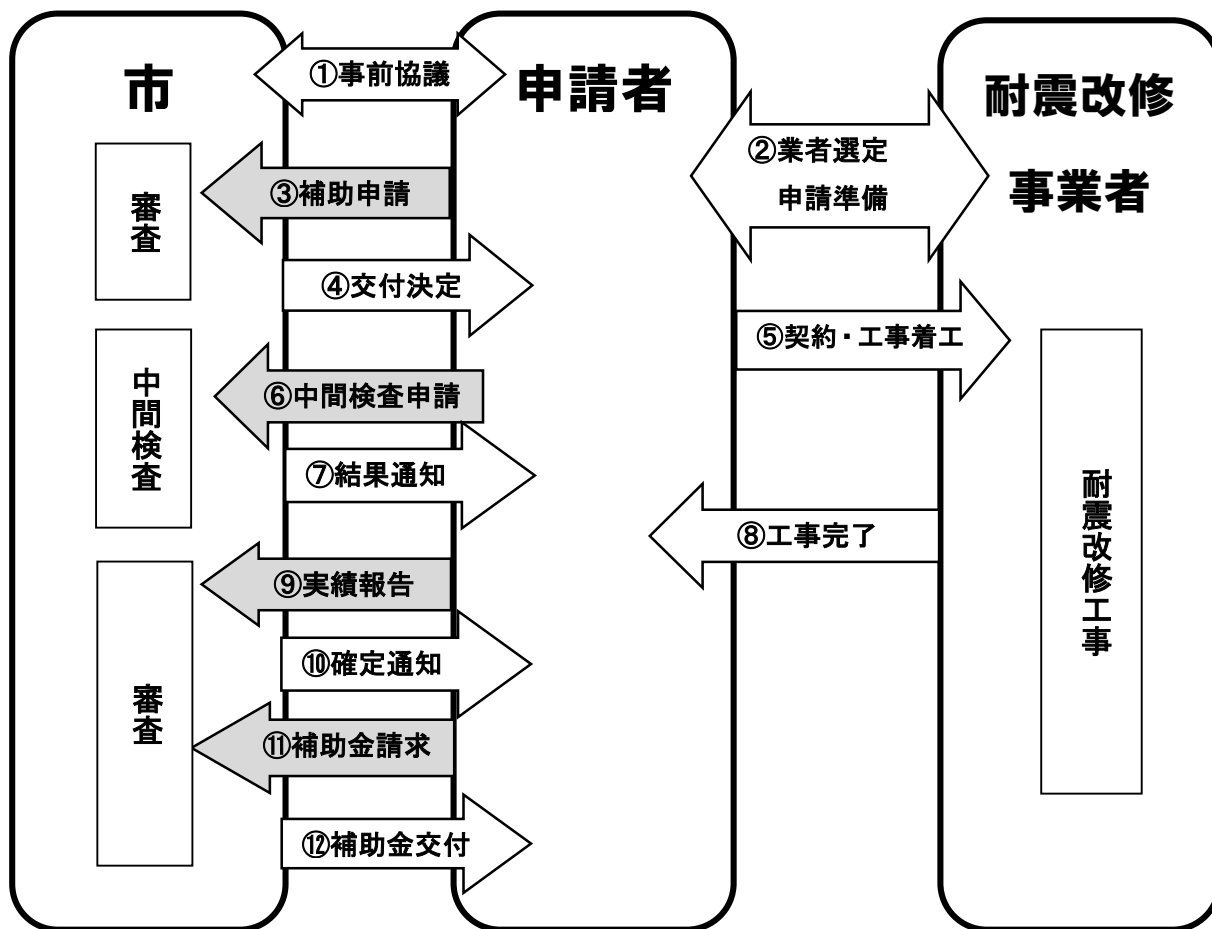 市
申請者
耐震改修
事業者
①事前協議
②業者選定
申請準備
審査
③補助申請
④交付決定
⑤契約・工事着工
中間検査
⑥中間検査申請
⑦結果通知
⑧工事完了
耐震改修工事
審査
⑨実績報告
⑩確定通知
⑪補助金請求
⑫補助金交付